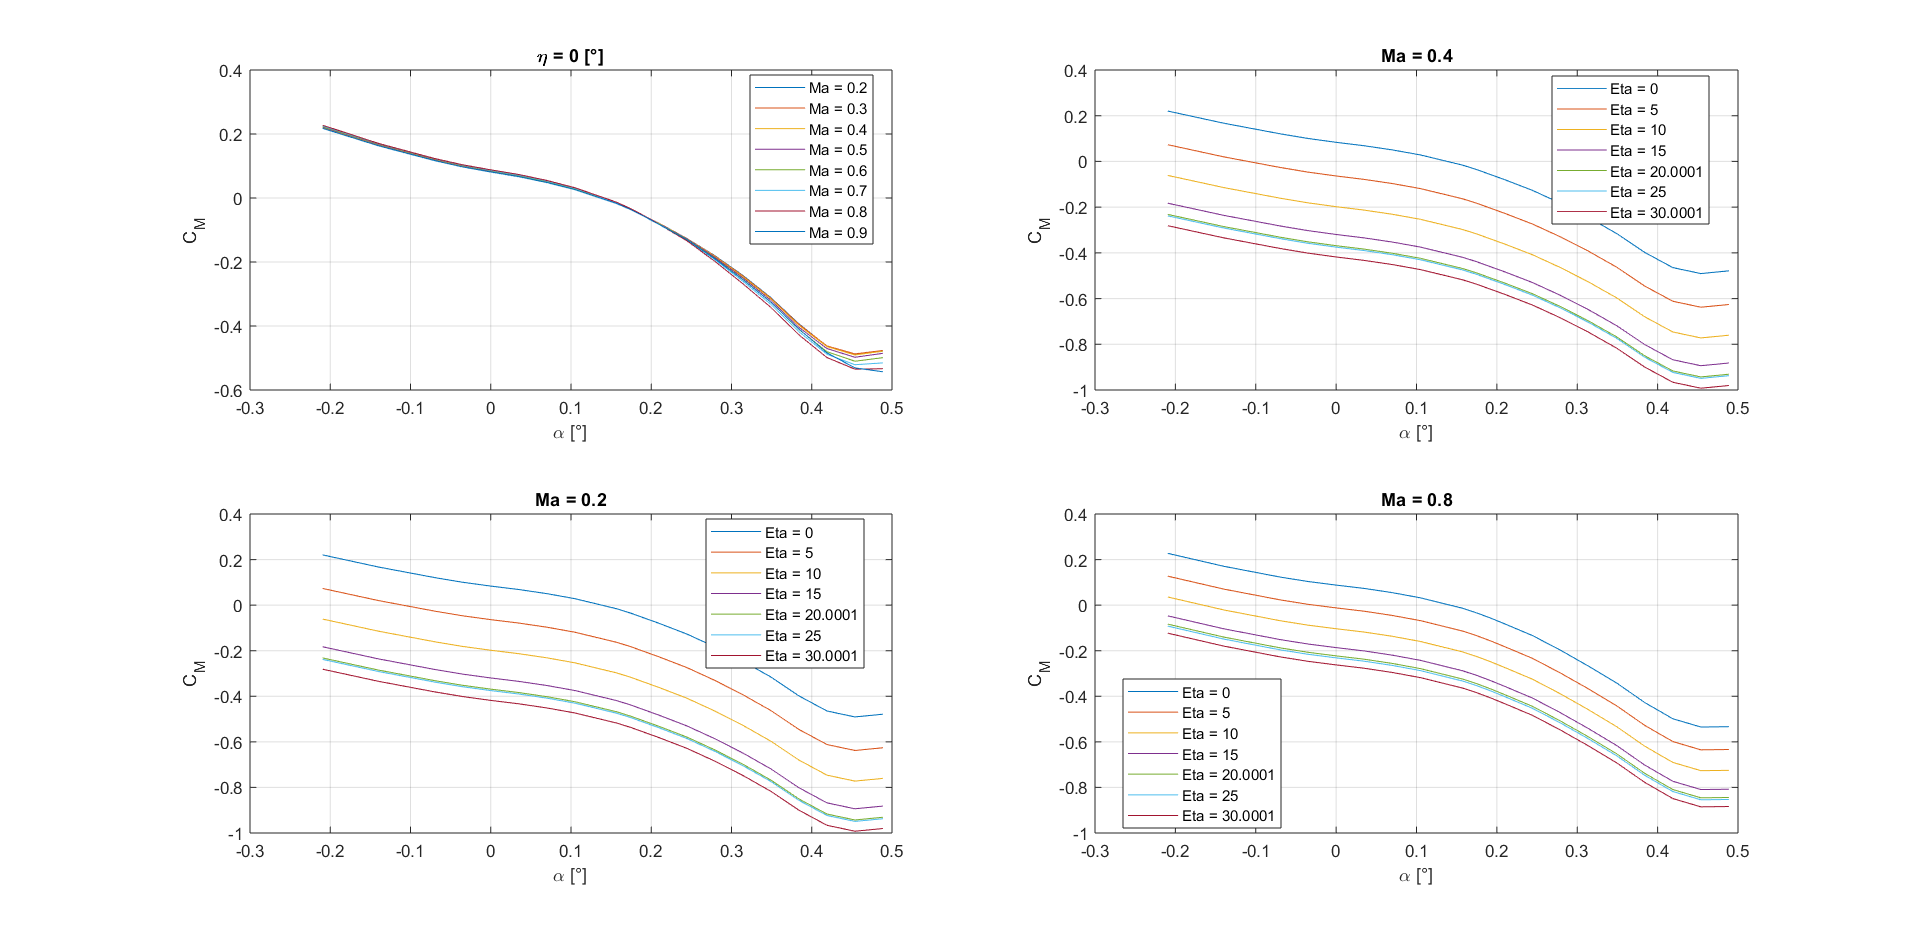 η = 0 [°]
0.4
0.2
0
-0.2
-0.4
-0.6
C_M
-0.3 -0.2 -0.1 0 0.1 0.2 0.3 0.4 0.5
α [°]
Ma = 0.2
Ma = 0.3
Ma = 0.4
Ma = 0.5
Ma = 0.6
Ma = 0.7
Ma = 0.8
Ma = 0.9
Ma = 0.4
0.4
0.2
0
-0.2
-0.4
-0.6
-0.8
-1
C_M
-0.3 -0.2 -0.1 0 0.1 0.2 0.3 0.4 0.5
α [°]
Eta = 0
Eta = 5
Eta = 10
Eta = 15
Eta = 20.0001
Eta = 25
Eta = 30.0001
Ma = 0.2
0.4
0.2
0
-0.2
-0.4
-0.6
-0.8
-1
C_M
-0.3 -0.2 -0.1 0 0.1 0.2 0.3 0.4 0.5
α [°]
Eta = 0
Eta = 5
Eta = 10
Eta = 15
Eta = 20.0001
Eta = 25
Eta = 30.0001
Ma = 0.8
0.4
0.2
0
-0.2
-0.4
-0.6
-0.8
-1
C_M
-0.3 -0.2 -0.1 0 0.1 0.2 0.3 0.4 0.5
α [°]
Eta = 0
Eta = 5
Eta = 10
Eta = 15
Eta = 20.0001
Eta = 25
Eta = 30.0001